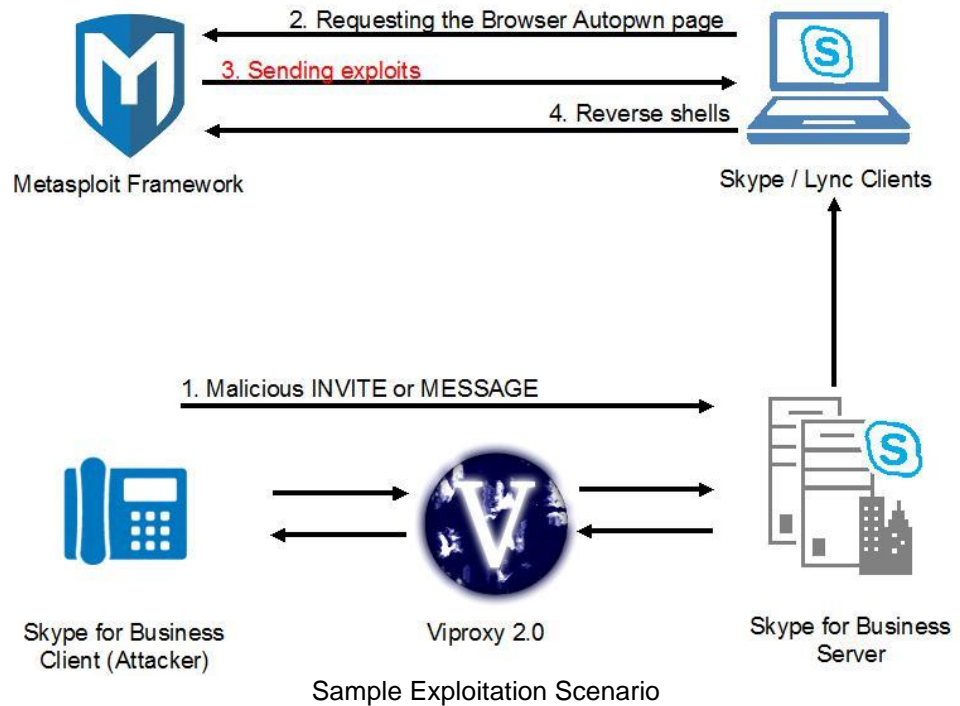 2. Requesting the Browser Autopwn page
3. Sending exploits
4. Reverse shells
Metasploit Framework
Skype / Lync Clients
1. Malicious INVITE or MESSAGE
Skype for Business
Client (Attacker)
Viproxy 2.0
Skype for Business
Server
Sample Exploitation Scenario
M
S
S
V